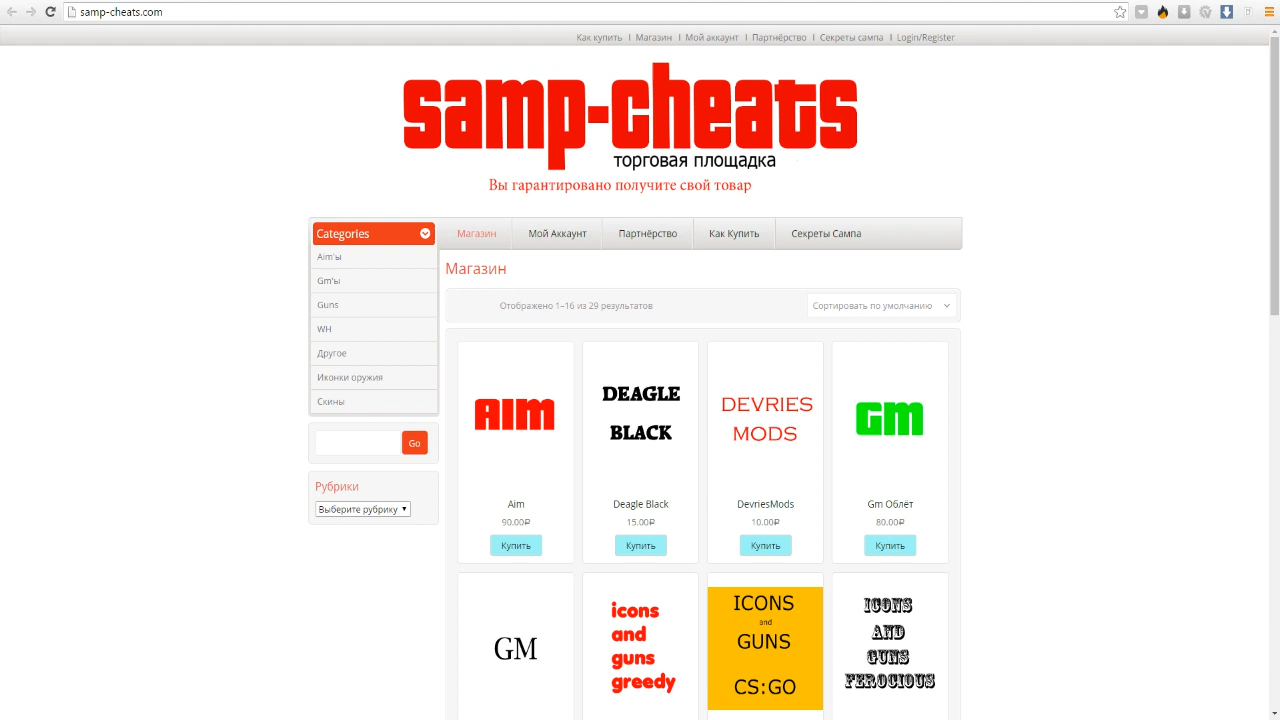 samp-cheats.com
Как купить | Магазин | Мой аккаунт | Партнёрство | Секреты сампа | Login/Register
samp-cheats
торговая площадка
Вы гарантировано получите свой товар
Categories
Aim'ы
Gm'ы
Guns
WH
Другое
Иконки оружия
Скины
Go
Рубрики
Выберите рубрику
Магазин Мой Аккаунт Партнёрство Как Купить Секреты Сампа
Магазин
Отображено 1–16 из 29 результатов Сортировать по умолчанию
AIM
Aim
90.00₽
Купить
DEAGLE
BLACK
Deagle Black
15.00₽
Купить
DEVRIES
MODS
DevriesMods
10.00₽
Купить
GM
Gm Облёт
80.00₽
Купить
GM
icons
and
guns
greedy
ICONS
and
GUNS
CS:GO
ICONS
AND
GUNS
FEROCIOUS